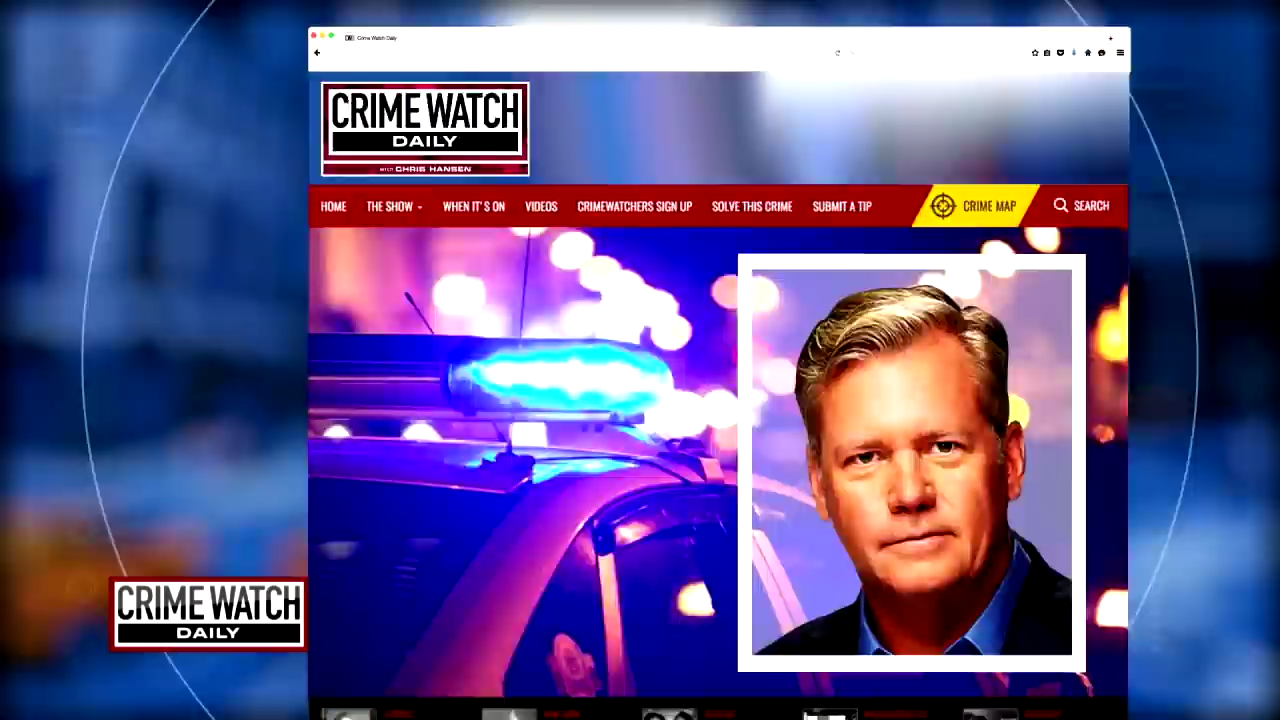 Crime Watch Daily
CRIME WATCH
DAILY
WITH CHRIS HANSEN
HOME THE SHOW WHEN IT'S ON VIDEOS CRIMEWATCHERS SIGN UP SOLVE THIS CRIME SUBMIT A TIP CRIME MAP SEARCH
CRIME WATCH
DAILY